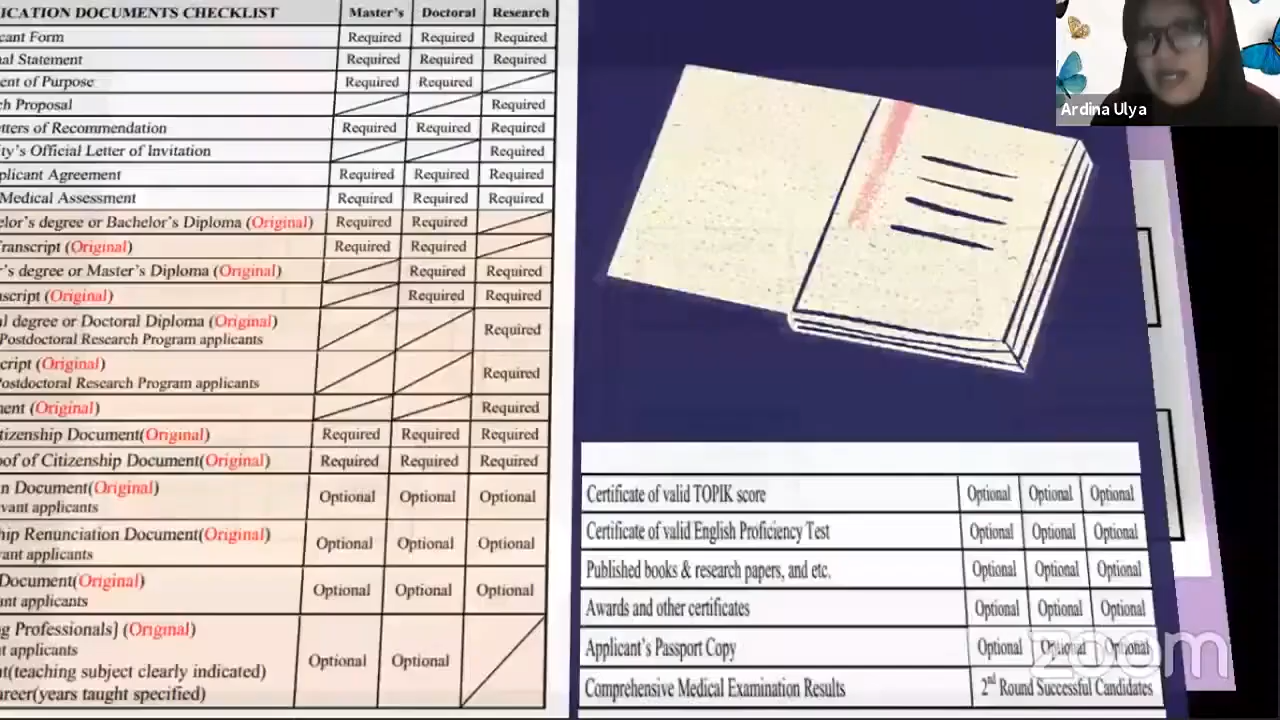 ICATION DOCUMENTS CHECKLIST Master's Doctoral Research
cant Form Required Required Required
al Statement Required Required Required
ent of Purpose Required Required
ch Proposal Required
tters of Recommendation Required Required Required
ty's Official Letter of Invitation Required
plicant Agreement Required Required Required
Medical Assessment Required Required Required
elor's degree or Bachelor's Diploma (Original) Required Required
Transcript (Original) Required Required
r's degree or Master's Diploma (Original) Required Required
nscript (Original) Required Required
al degree or Doctoral Diploma (Original) Required
Postdoctoral Research Program applicants
cript (Original) Required
Postdoctoral Research Program applicants
ment (Original) Required
tizenship Document(Original) Required Required Required
oof of Citizenship Document(Original) Required Required Required
n Document(Original) Optional Optional Optional
vant applicants
hip Renunciation Document(Original) Optional Optional Optional
vant applicants
Document(Original) Optional Optional Optional
nt applicants
g Professionals] (Original) Optional Optional
nt applicants
nt(teaching subject clearly indicated)
areer(years taught specified)
Certificate of valid TOPIK score Optional Optional Optional
Certificate of valid English Proficiency Test Optional Optional Optional
Published books & research papers, and etc. Optional Optional Optional
Awards and other certificates Optional Optional Optional
Applicant's Passport Copy Optional Optional Optional
Comprehensive Medical Examination Results 2nd Round Successful Candidates
Ardina Ulya
zoom